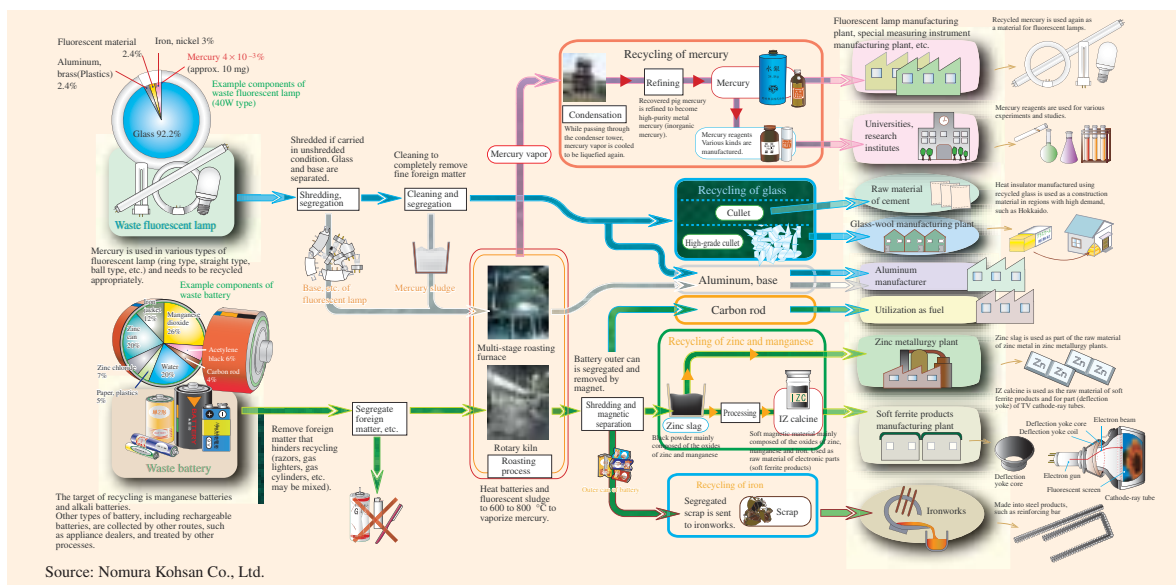 Fluorescent material
2.4%
Iron, nickel 3%
Aluminum,
brass(Plastics)
2.4%
Mercury 4×10⁻³%
(approx. 10 mg)
Example components of
waste fluorescent lamp
(40W type)
Glass 92.2%
Waste fluorescent lamp
Mercury is used in various types of
fluorescent lamp (ring type, straight type,
ball type, etc.) and needs to be recycled
appropriately.
Shredded if carried
in unshredded
condition. Glass
and base are
separated.
Shredding,
segregation
Base, etc. of
fluorescent lamp
Cleaning to
completely remove
fine foreign matter
Cleaning and
segregation
Mercury sludge
Example components of
waste battery
Manganese
dioxide
26%
Acetylene
black 6%
Carbon rod
4%
Water
20%
Paper, plastics
5%
Zinc chloride
7%
Zinc
can
20%
Iron
jacket
12%
Waste battery
The target of recycling is manganese batteries
and alkali batteries.
Other types of battery, including rechargeable
batteries, are collected by other routes, such
as appliance dealers, and treated by other
processes.
Remove foreign
matter that
hinders recycling
(razors, gas
lighters, gas
cylinders, etc.
may be mixed).
Segregate
foreign
matter, etc.
Mercury vapor
Multi-stage roasting
furnace
Rotary kiln
Roasting
process
Heat batteries and
fluorescent sludge
to 600 to 800 °C to
vaporize mercury.
Recycling of mercury
Condensation
While passing through
the condenser tower,
mercury vapor is cooled
to be liquefied again.
Refining
Recovered pig mercury
is refined to become
high-purity metal
mercury (inorganic
mercury).
Mercury
Mercury reagents
Various kinds are
manufactured.
Recycling of glass
Cullet
High-grade cullet
Aluminum, base
Carbon rod
Battery outer can
is segregated and
removed by
magnet.
Shredding and
magnetic
separation
Outer can of battery
Recycling of zinc and manganese
Zinc slag
Black powder mainly
composed of the oxides
of zinc and manganese
Processing
IZC
IZ calcine
Soft magnetic material mainly
composed of the oxides of zinc,
manganese and iron. Used as
raw material of electronic parts
(soft ferrite products)
Recycling of iron
Segregated
scrap is sent
to ironworks.
Scrap
Fluorescent lamp manufacturing
plant, special measuring instrument
manufacturing plant, etc.
Recycled mercury is used again as
a material for fluorescent lamps.
Universities,
research
institutes
Mercury reagents are used for various
experiments and studies.
Raw material
of cement
Glass-wool manufacturing plant
Heat insulator manufactured using
recycled glass is used as a construction
material in regions with high demand,
such as Hokkaido.
Aluminum
manufacturer
Utilization as fuel
Zinc metallurgy plant
Zinc slag is used as part of the raw material
of zinc metal in zinc metallurgy plants.
Zn Zn Zn Zn
Soft ferrite products
manufacturing plant
IZ calcine is used as the raw material of soft
ferrite products and for part (deflection
yoke) of TV cathode-ray tubes.
Deflection
yoke core
Deflection yoke core
Deflection yoke coil
Electron beam
Electron gun
Fluorescent screen
Cathode-ray tube
Ironworks
Made into steel products,
such as reinforcing bar
Source: Nomura Kohsan Co., Ltd.